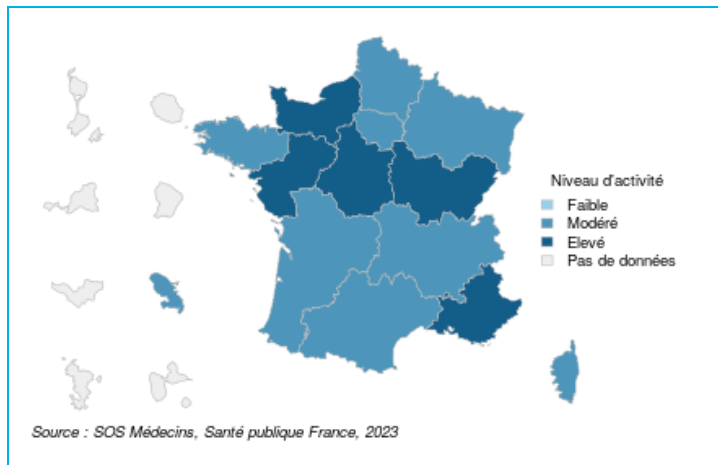 Niveau d'activité
Faible
Modéré
Elevé
Pas de données
Source : SOS Médecins, Santé publique France, 2023